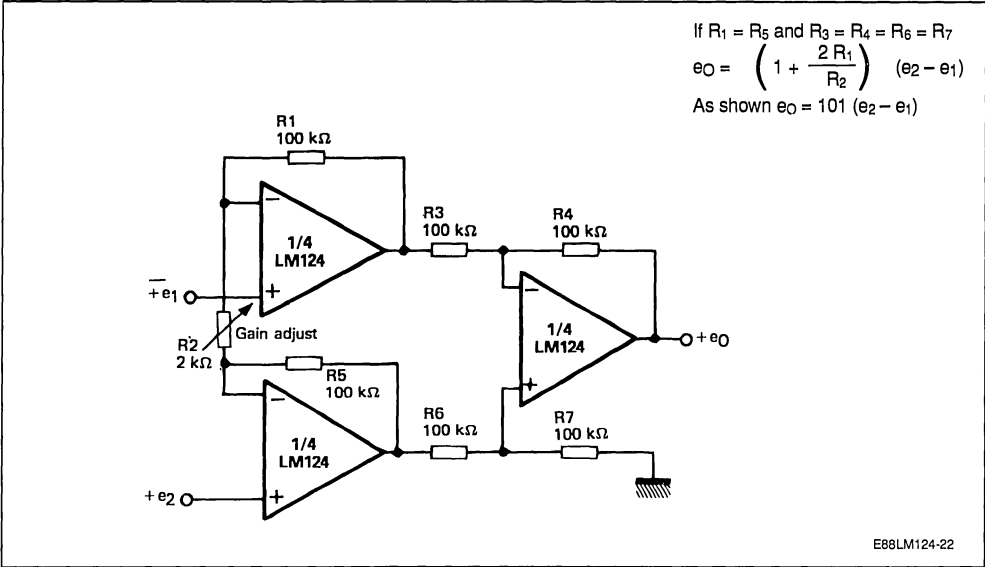 If R1 = R5 and R3 = R4 = R6 = R7
eO = ( 1 + 2 R1 / R2 ) (e2 – e1)
As shown eO = 101 (e2 – e1)
R1
100 kΩ
R3
100 kΩ
R4
100 kΩ
–
1/4
LM124
+
+e1
R2
2 kΩ
Gain adjust
–
1/4
LM124
+
+eO
R5
100 kΩ
R6
100 kΩ
R7
100 kΩ
–
1/4
LM124
+
+e2
E88LM124-22